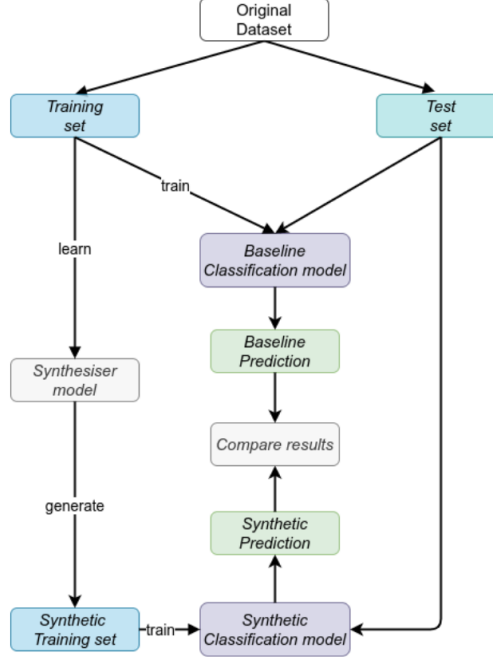 Original
Dataset
Training
set
Test
set
train
learn
Baseline
Classification model
Baseline
Prediction
Synthesiser
model
Compare results
generate
Synthetic
Prediction
Synthetic
Training set
train
Synthetic
Classification model